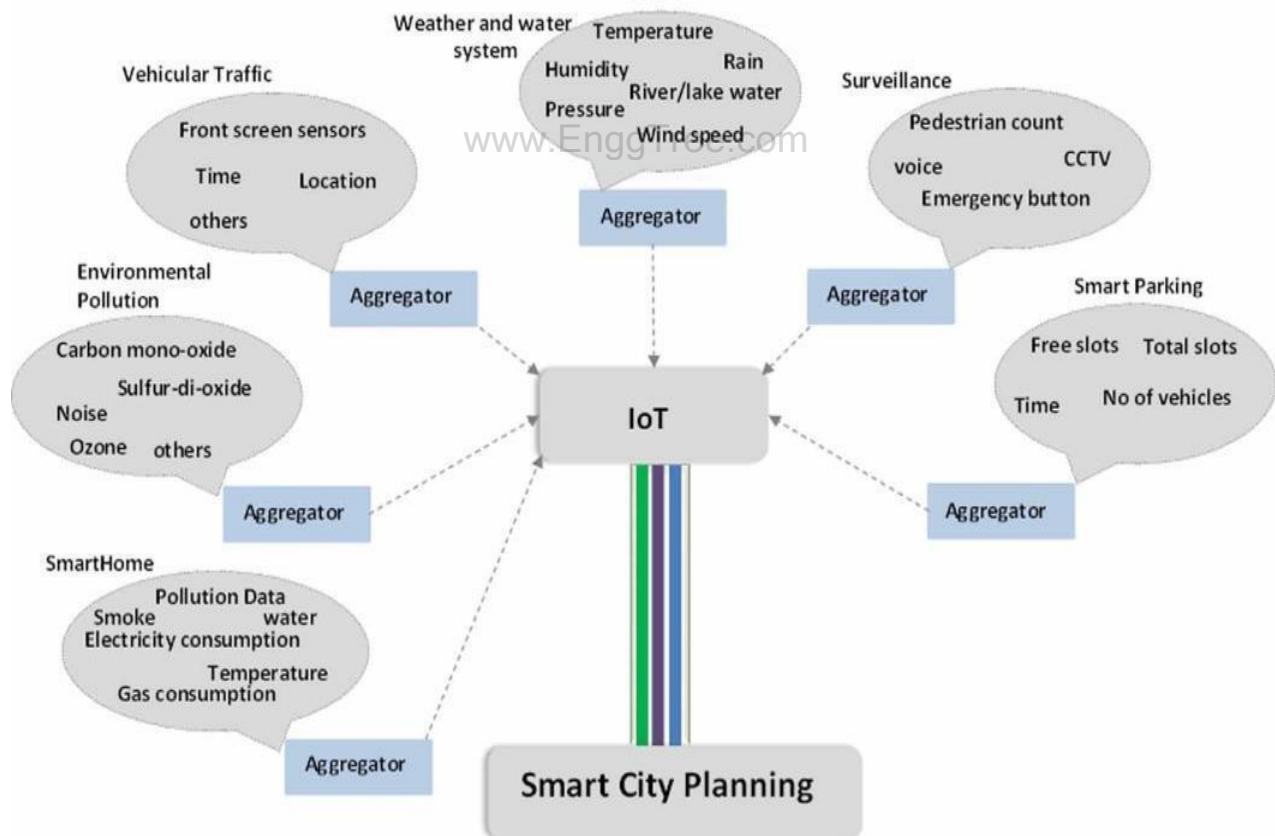 Weather and water
system
Temperature
Rain
Humidity
River/lake water
Pressure
Wind speed
www.EnggTree.com
Aggregator
Vehicular Traffic
Front screen sensors
Time
Location
others
Aggregator
Surveillance
Pedestrian count
voice
CCTV
Emergency button
Aggregator
Environmental
Pollution
Carbon mono-oxide
Sulfur-di-oxide
Noise
Ozone
others
Aggregator
Smart Parking
Free slots
Total slots
Time
No of vehicles
Aggregator
IoT
SmartHome
Pollution Data
Smoke
water
Electricity consumption
Temperature
Gas consumption
Aggregator
Smart City Planning